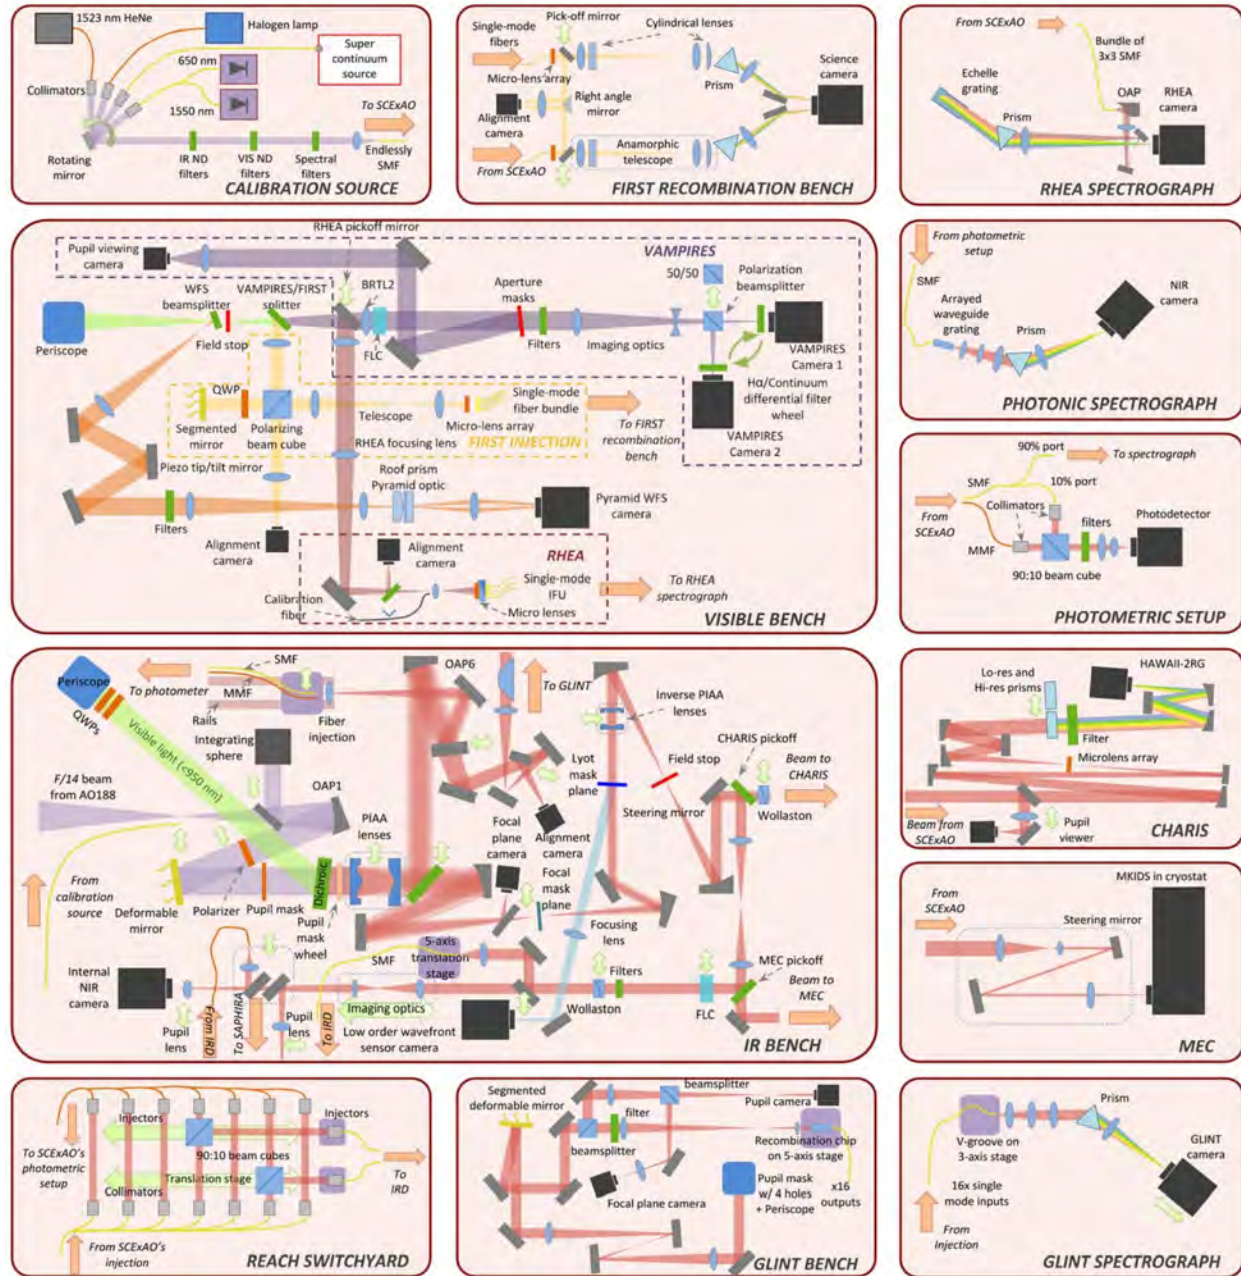 1523 nm HeNe
Halogen lamp
650 nm
Super
continuum
source
Collimators
1550 nm
To SCExAO
Rotating
mirror
IR ND
filters
VIS ND
filters
Spectral
filters
Endlessly
SMF
CALIBRATION SOURCE
Single-mode
fibers
Pick-off mirror
Cylindrical lenses
Micro-lens array
Prism
Science
camera
Right angle
mirror
Alignment
camera
Anamorphic
telescope
From SCExAO
FIRST RECOMBINATION BENCH
From SCExAO
Bundle of
3x3 SMF
Echelle
grating
OAP
RHEA
camera
Prism
RHEA SPECTROGRAPH
RHEA pickoff mirror
Pupil viewing
camera
VAMPIRES
50/50
Polarization
beamsplitter
WFS
beamsplitter
VAMPIRES/FIRST
splitter
BRTL2
Aperture
masks
Periscope
Field stop
FLC
Filters
Imaging optics
VAMPIRES
Camera 1
Hα/Continuum
differential filter
wheel
VAMPIRES
Camera 2
QWP
Single-mode
fiber bundle
Telescope
Segmented
mirror
Polarizing
beam cube
Micro-lens array
RHEA focusing lens
FIRST INJECTION
To FIRST
recombination
bench
Piezo tip/tilt mirror
Roof prism
Pyramid optic
Pyramid WFS
camera
Filters
Alignment
camera
Alignment
camera
RHEA
Single-mode
IFU
To RHEA
spectrograph
Calibration
fiber
Micro lenses
VISIBLE BENCH
From photometric
setup
SMF
Arrayed
waveguide
grating
Prism
NIR
camera
PHOTONIC SPECTROGRAPH
90% port
To spectrograph
SMF
10% port
Collimators
From
SCExAO
filters
Photodetector
MMF
90:10 beam cube
PHOTOMETRIC SETUP
Periscope
QWPs
To photometer
SMF
MMF
Rails
Fiber
injection
Integrating
sphere
Visible light (<950 nm)
OAP6
To GLINT
Inverse PIAA
lenses
F/14 beam
from AO188
OAP1
Lyot
mask
plane
Field stop
CHARIS
pickoff
Beam to
CHARIS
Steering mirror
Wollaston
PIAA
lenses
Focal
plane
camera
Alignment
camera
Dichroic
Focal
mask
plane
From
calibration
source
Deformable
mirror
Polarizer
Pupil mask
Pupil
mask
wheel
Focusing
lens
SMF
5-axis
translation
stage
Internal
NIR
camera
Filters
MEC
pickoff
Beam to
MEC
Wollaston
FLC
Pupil
lens
From IRD
To SAPHIRA
Pupil
lens
To IRD
Imaging optics
Low order wavefront
sensor camera
IR BENCH
Lo-res and
Hi-res prisms
HAWAII-2RG
Filter
Microlens array
Beam from
SCExAO
Pupil
viewer
CHARIS
From
SCExAO
MKIDS in cryostat
Steering mirror
MEC
Injectors
Injectors
To SCExAO's
photometric
setup
90:10 beam cubes
Translation stage
Collimators
To
IRD
From SCExAO's
injection
REACH SWITCHYARD
Segmented
deformable mirror
beamsplitter
Pupil camera
filter
beamsplitter
Recombination chip
on 5-axis stage
Focal plane camera
Pupil mask
w/ 4 holes
+ Periscope
x16
outputs
GLINT BENCH
V-groove on
3-axis stage
Prism
GLINT
camera
16x single
mode inputs
From
Injection
GLINT SPECTROGRAPH